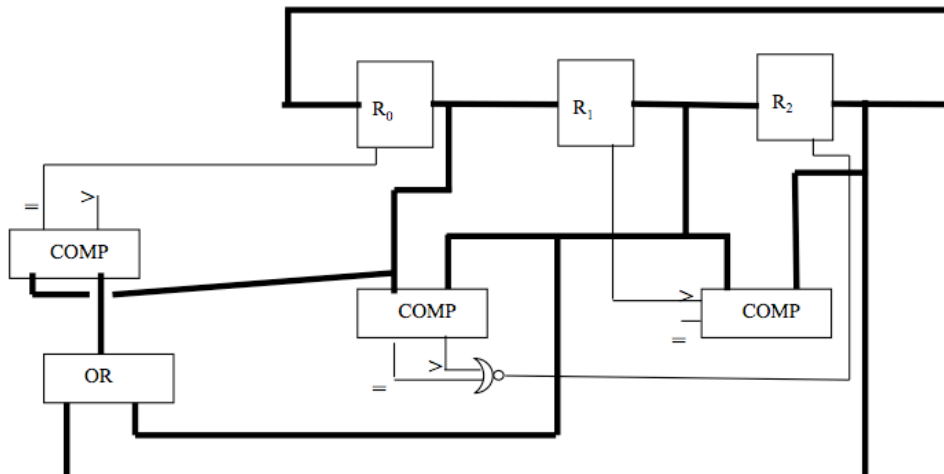 R₀
R₁
R₂
= >
COMP
COMP
>
COMP
=
>
=
OR